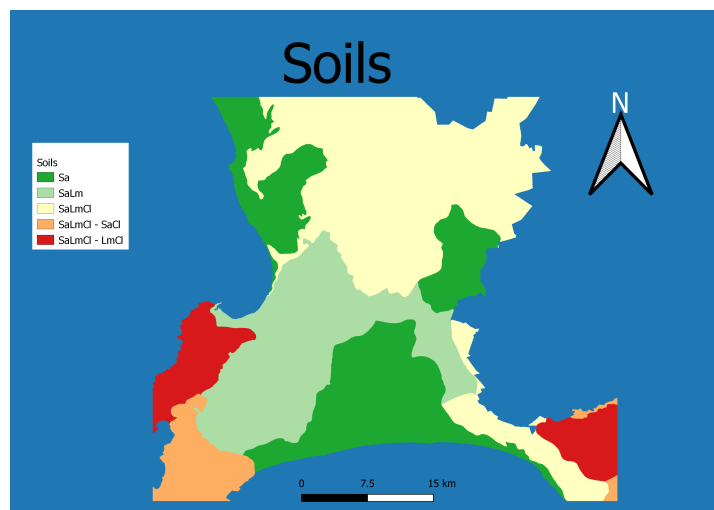 Soils
N
Soils
Sa
SaLm
SaLmCl
SaLmCl - SaCl
SaLmCl - LmCl
0 7.5 15 km